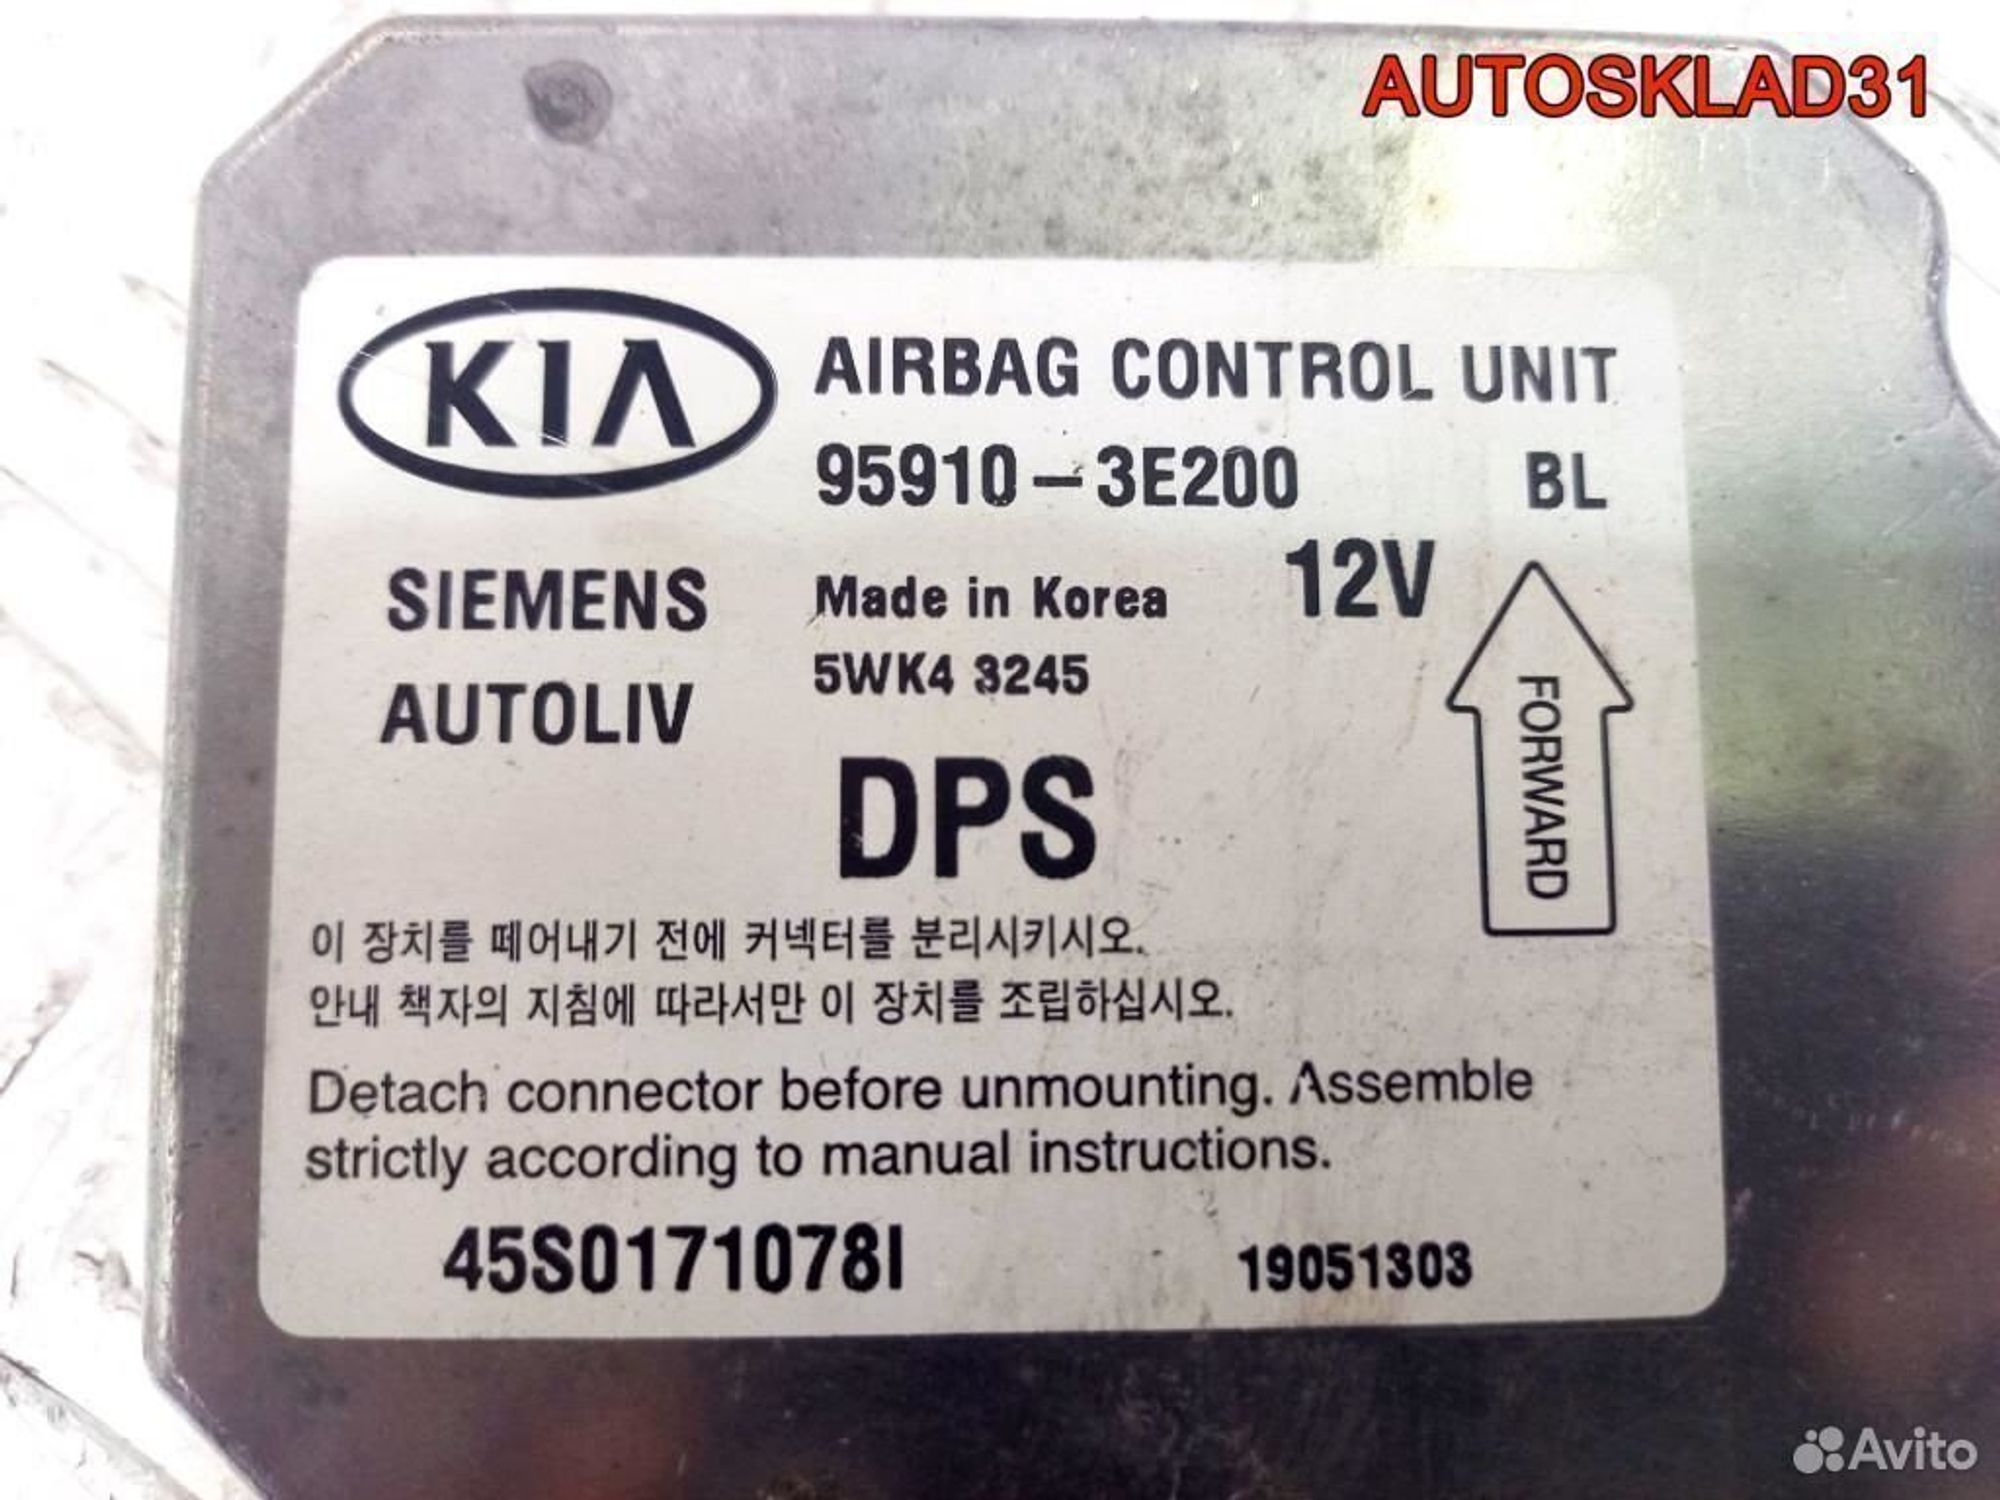 AUTOSKLAD31
KIA
AIRBAG CONTROL UNIT
95910-3E200 BL
SIEMENS
AUTOLIV
Made in Korea 12V
5WK4 3245
DPS
FORWARD
이 장치를 떼어내기 전에 커넥터를 분리시키시오.
안내 책자의 지침에 따라서만 이 장치를 조립하십시오.
Detach connector before unmounting. Assemble
strictly according to manual instructions.
45S0171078I 19051303
Avito